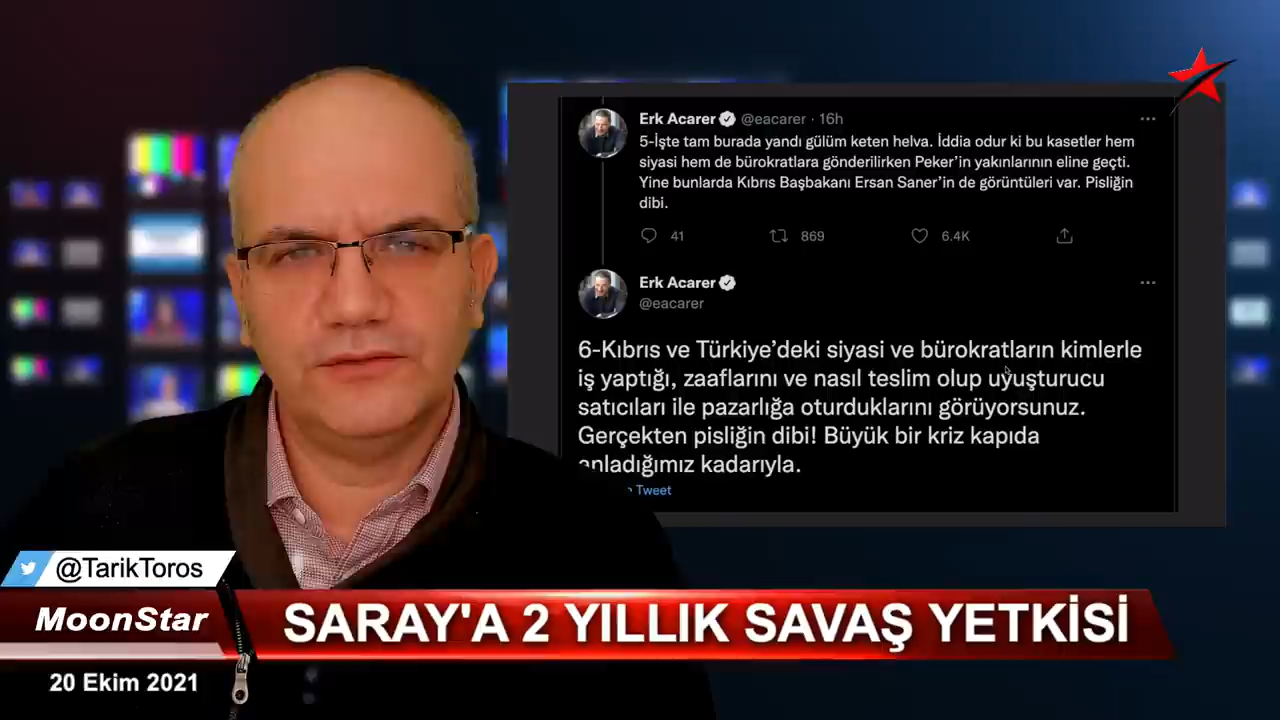 Erk Acarer @eacarer · 16h
5-İşte tam burada yandı gülüm keten helva. İddia odur ki bu kasetler hem
siyasi hem de bürokratlara gönderilirken Peker'in yakınlarının eline geçti.
Yine bunlarda Kıbrıs Başbakanı Ersan Saner'in de görüntüleri var. Pisliğin
dibi.
41 869 6.4K
Erk Acarer
@eacarer
6-Kıbrıs ve Türkiye'deki siyasi ve bürokratların kimlerle
iş yaptığı, zaaflarını ve nasıl teslim olup uyuşturucu
satıcıları ile pazarlığa oturduklarını görüyorsunuz.
Gerçekten pisliğin dibi! Büyük bir kriz kapıda
anladığımız kadarıyla.
Tweet
@TarikToros
MoonStar
SARAY'A 2 YILLIK SAVAŞ YETKİSİ
20 Ekim 2021